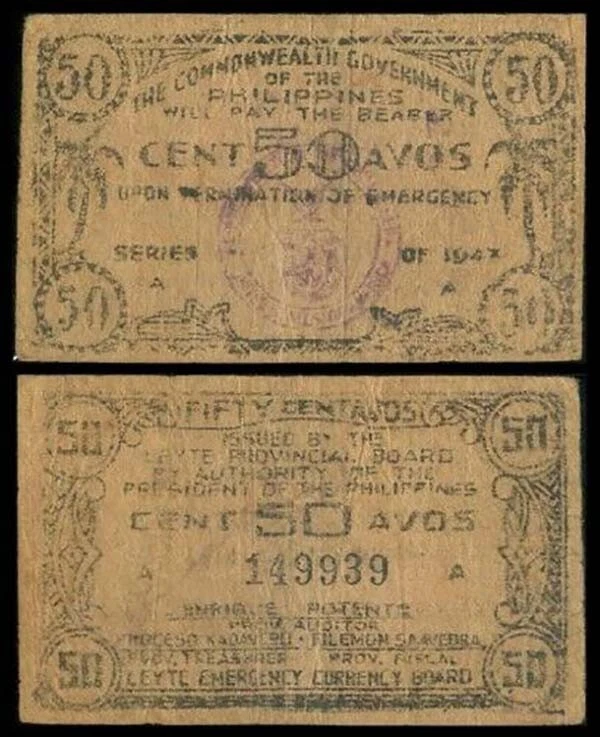 50 50
THE COMMONWEALTH GOVERNMENT
OF THE
PHILIPPINES
WILL PAY THE BEARER
CENT 50 AVOS
UPON TERMINATION OF EMERGENCY
SERIES OF 194
A A
50 50
FIFTY CENTAVOS
50 50
ISSUED BY THE
LEYTE PROVINCIAL BOARD
BY AUTHORITY OF THE
PRESIDENT OF THE PHILIPPINES
CENT 50 AVOS
A 149939 A
ENRIQUE POTENTE
PROV. AUDITOR
FILEMON SAAVEDRA
50 PROV. TREASURER PROV. FISCAL 50
LEYTE EMERGENCY CURRENCY BOARD